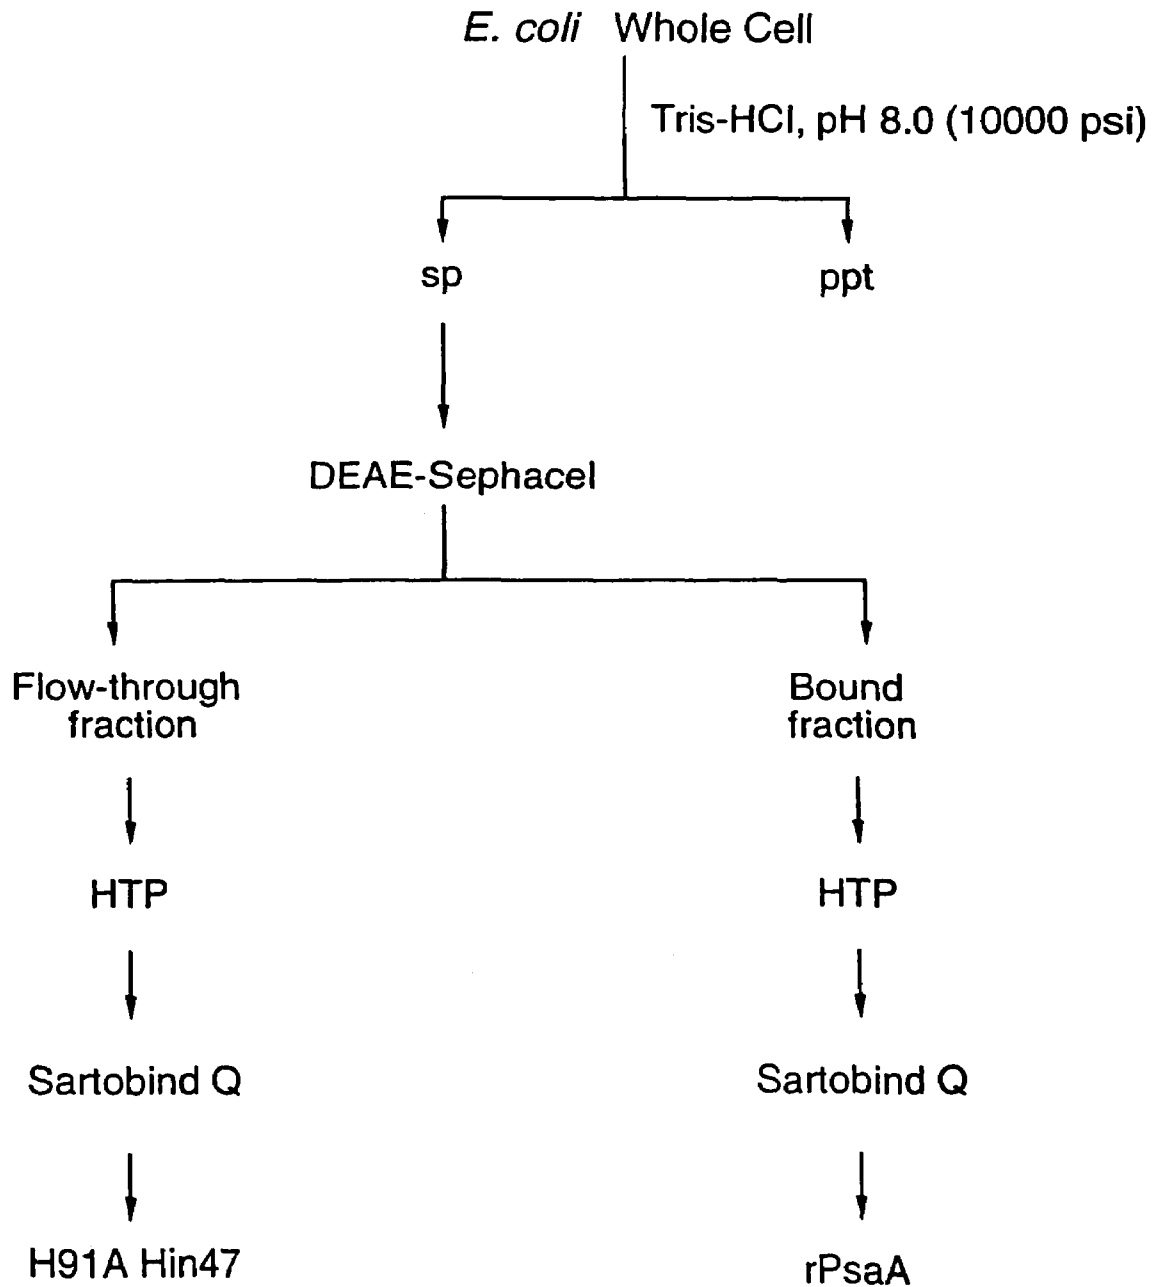 E. coli Whole Cell
Tris-HCl, pH 8.0 (10000 psi)
sp
ppt
DEAE-Sephacel
Flow-through
fraction
Bound
fraction
HTP
HTP
Sartobind Q
Sartobind Q
H91A Hin47
rPsaA